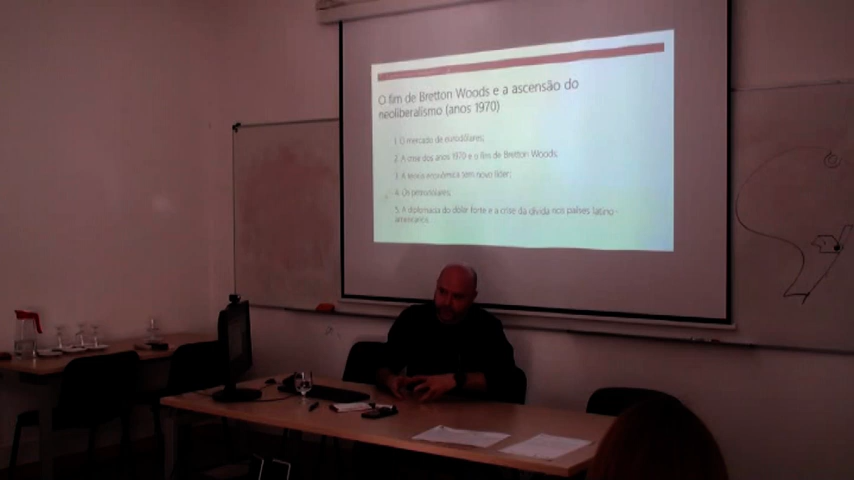 O fim de Bretton Woods e a ascensão do
neoliberalismo (anos 1970)
1. O mercado de eurodólares;
2. A crise dos anos 1970 e o fim de Bretton Woods.
3. A teoria econômica tem novo líder;
4. Os petrodólares;
5. A diplomacia do dólar forte e a crise da dívida nos países latino-
americanos.